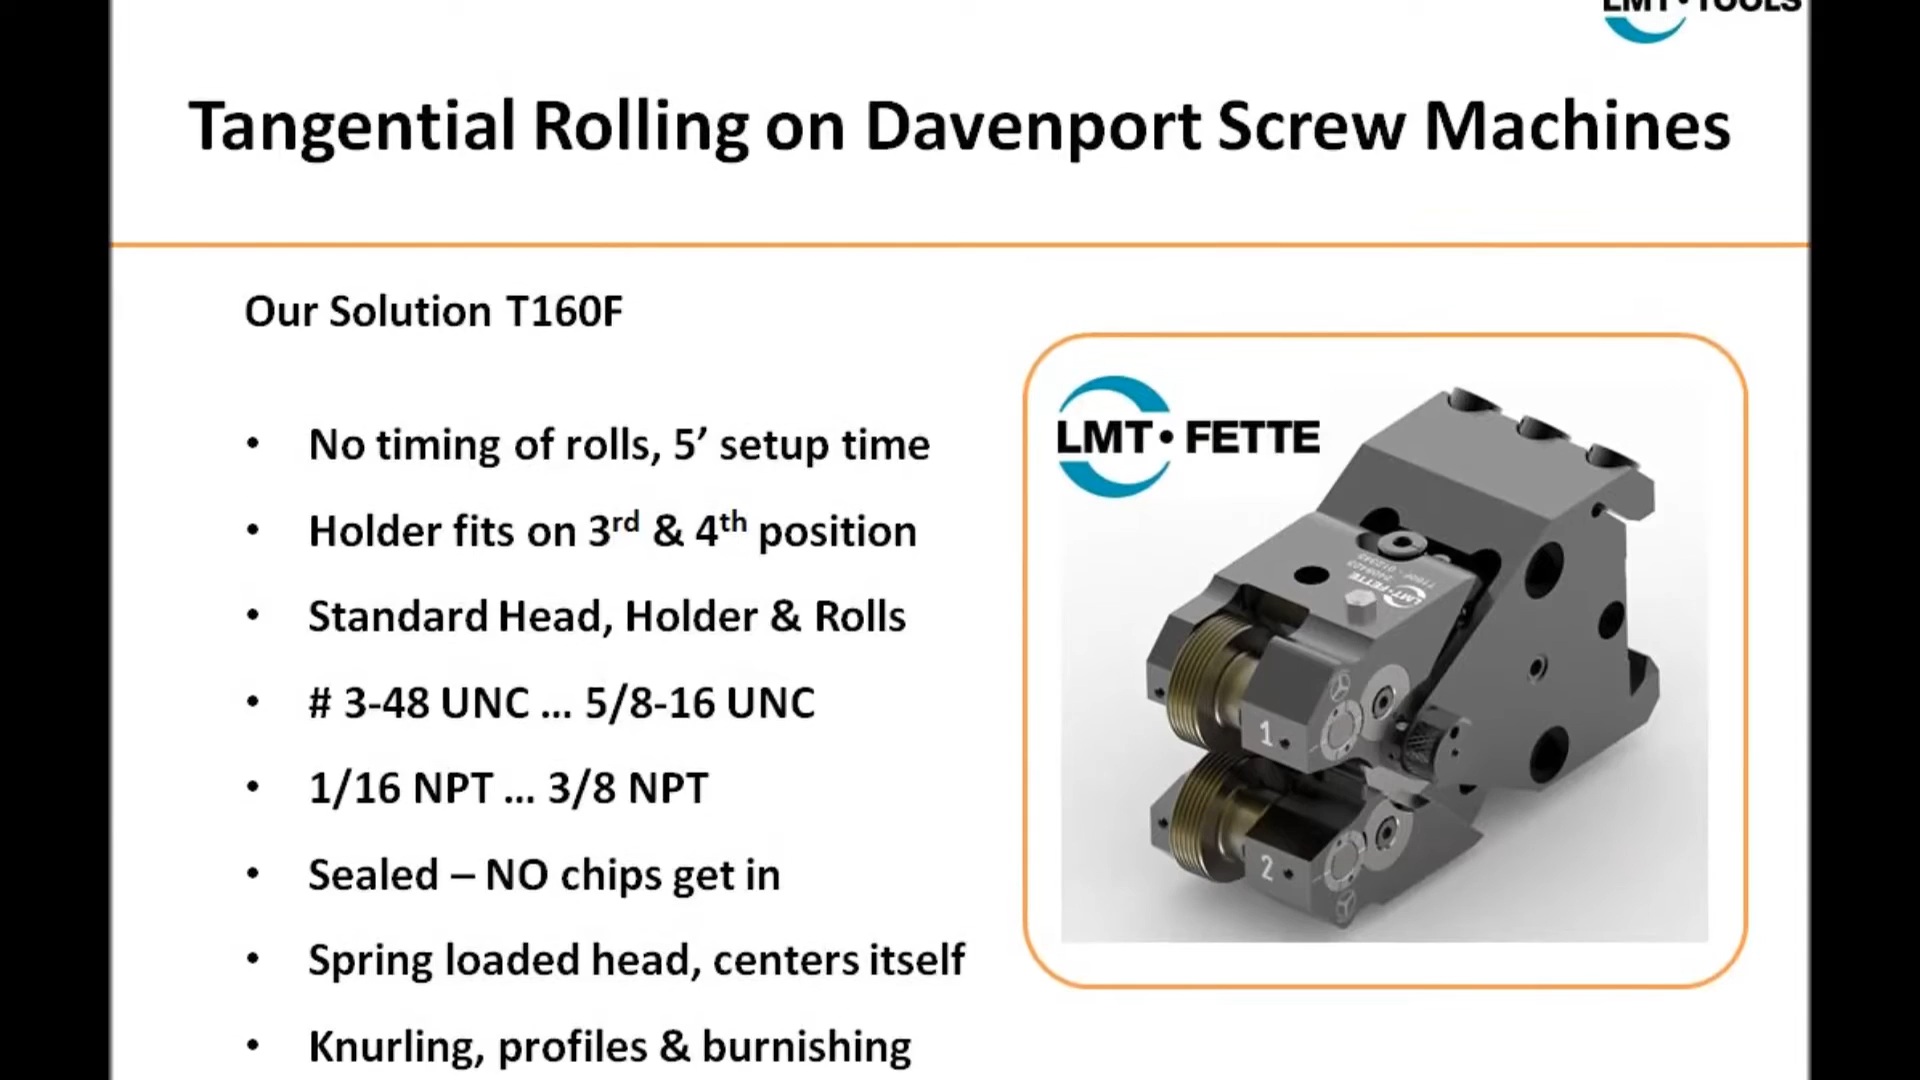 LMT • TOOLS
Tangential Rolling on Davenport Screw Machines
Our Solution T160F
• No timing of rolls, 5’ setup time
• Holder fits on 3rd & 4th position
• Standard Head, Holder & Rolls
• # 3-48 UNC ... 5/8-16 UNC
• 1/16 NPT ... 3/8 NPT
• Sealed – NO chips get in
• Spring loaded head, centers itself
• Knurling, profiles & burnishing
LMT • FETTE
LMT • FETTE
1
2